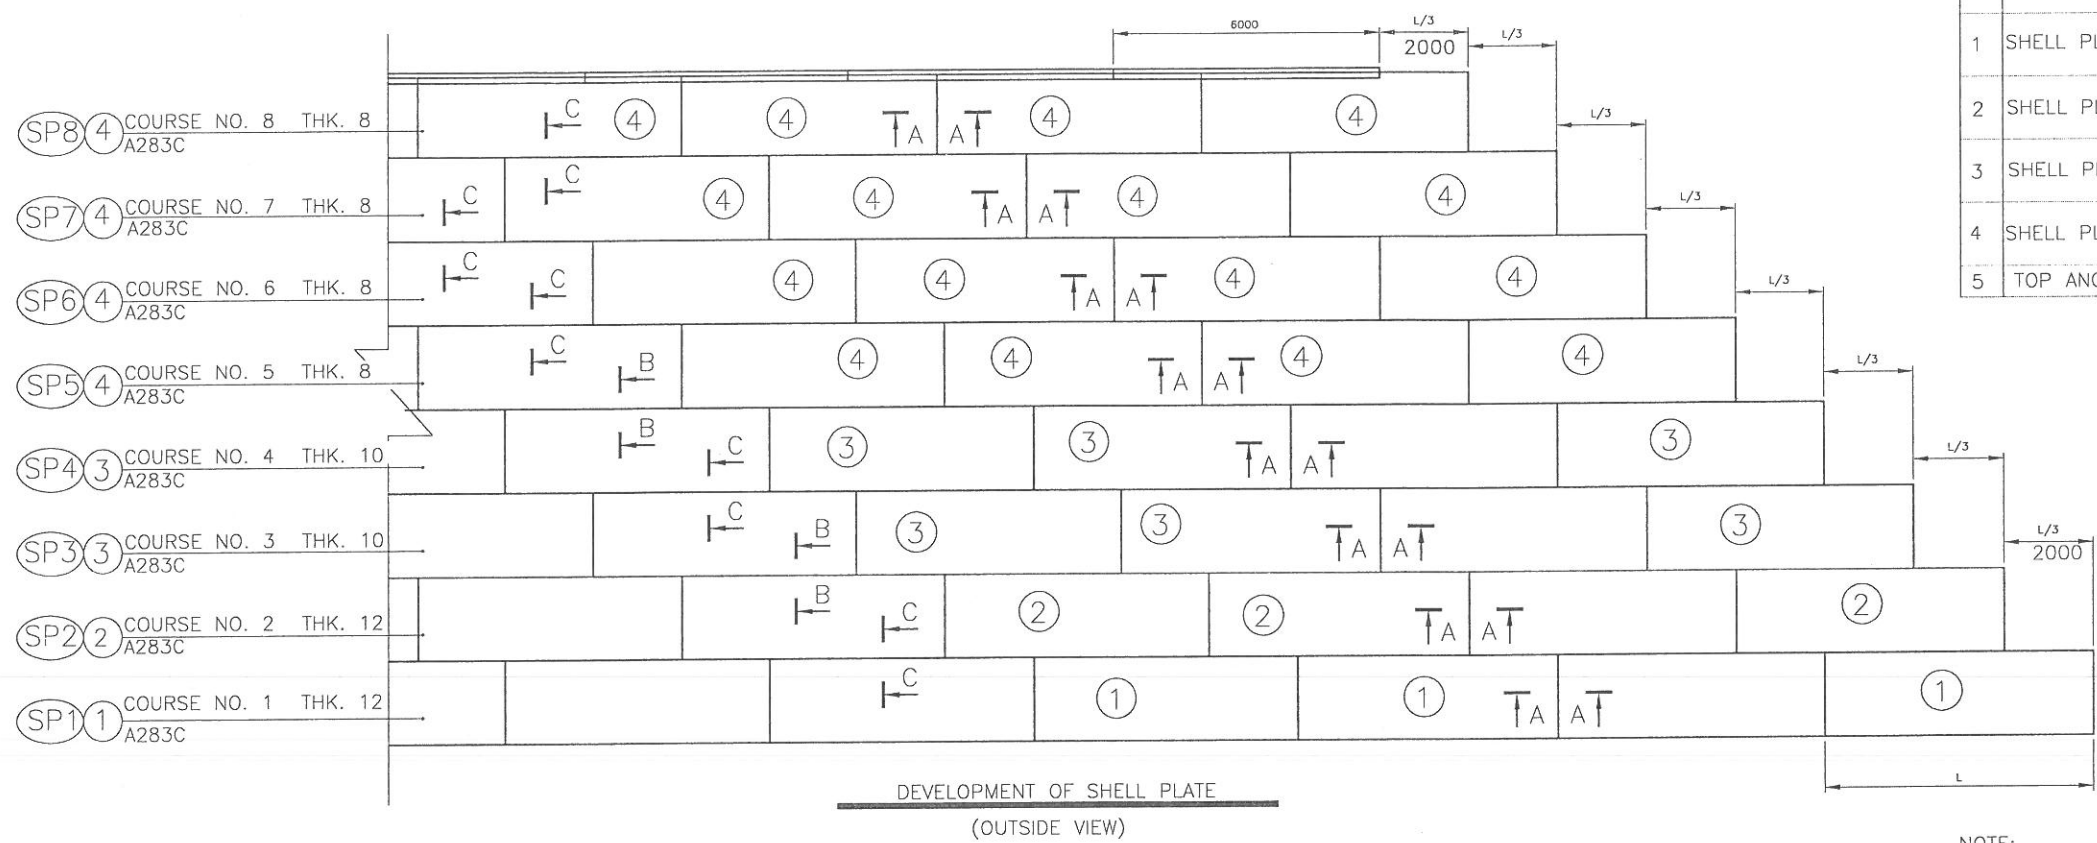 6000 L/3
2000 L/3
L/3
L/3
L/3
L/3
L/3
L/3
2000
L
SP8 4 COURSE NO. 8 THK. 8
A283C
C 4 4 A A 4 4
SP7 4 COURSE NO. 7 THK. 8
A283C
C C 4 4 A A 4 4
SP6 4 COURSE NO. 6 THK. 8
A283C
C C 4 4 A A 4 4
SP5 4 COURSE NO. 5 THK. 8
A283C
C B 4 4 A A 4 4
SP4 3 COURSE NO. 4 THK. 10
A283C
B C 3 3 A A 3
SP3 3 COURSE NO. 3 THK. 10
A283C
C B 3 3 A A 3
SP2 2 COURSE NO. 2 THK. 12
A283C
B C 2 2 A A 2
SP1 1 COURSE NO. 1 THK. 12
A283C
C 1 1 A A 1
DEVELOPMENT OF SHELL PLATE
(OUTSIDE VIEW)
1 SHELL PL
2 SHELL PL
3 SHELL PL
4 SHELL PL
5 TOP ANG
NOTE: